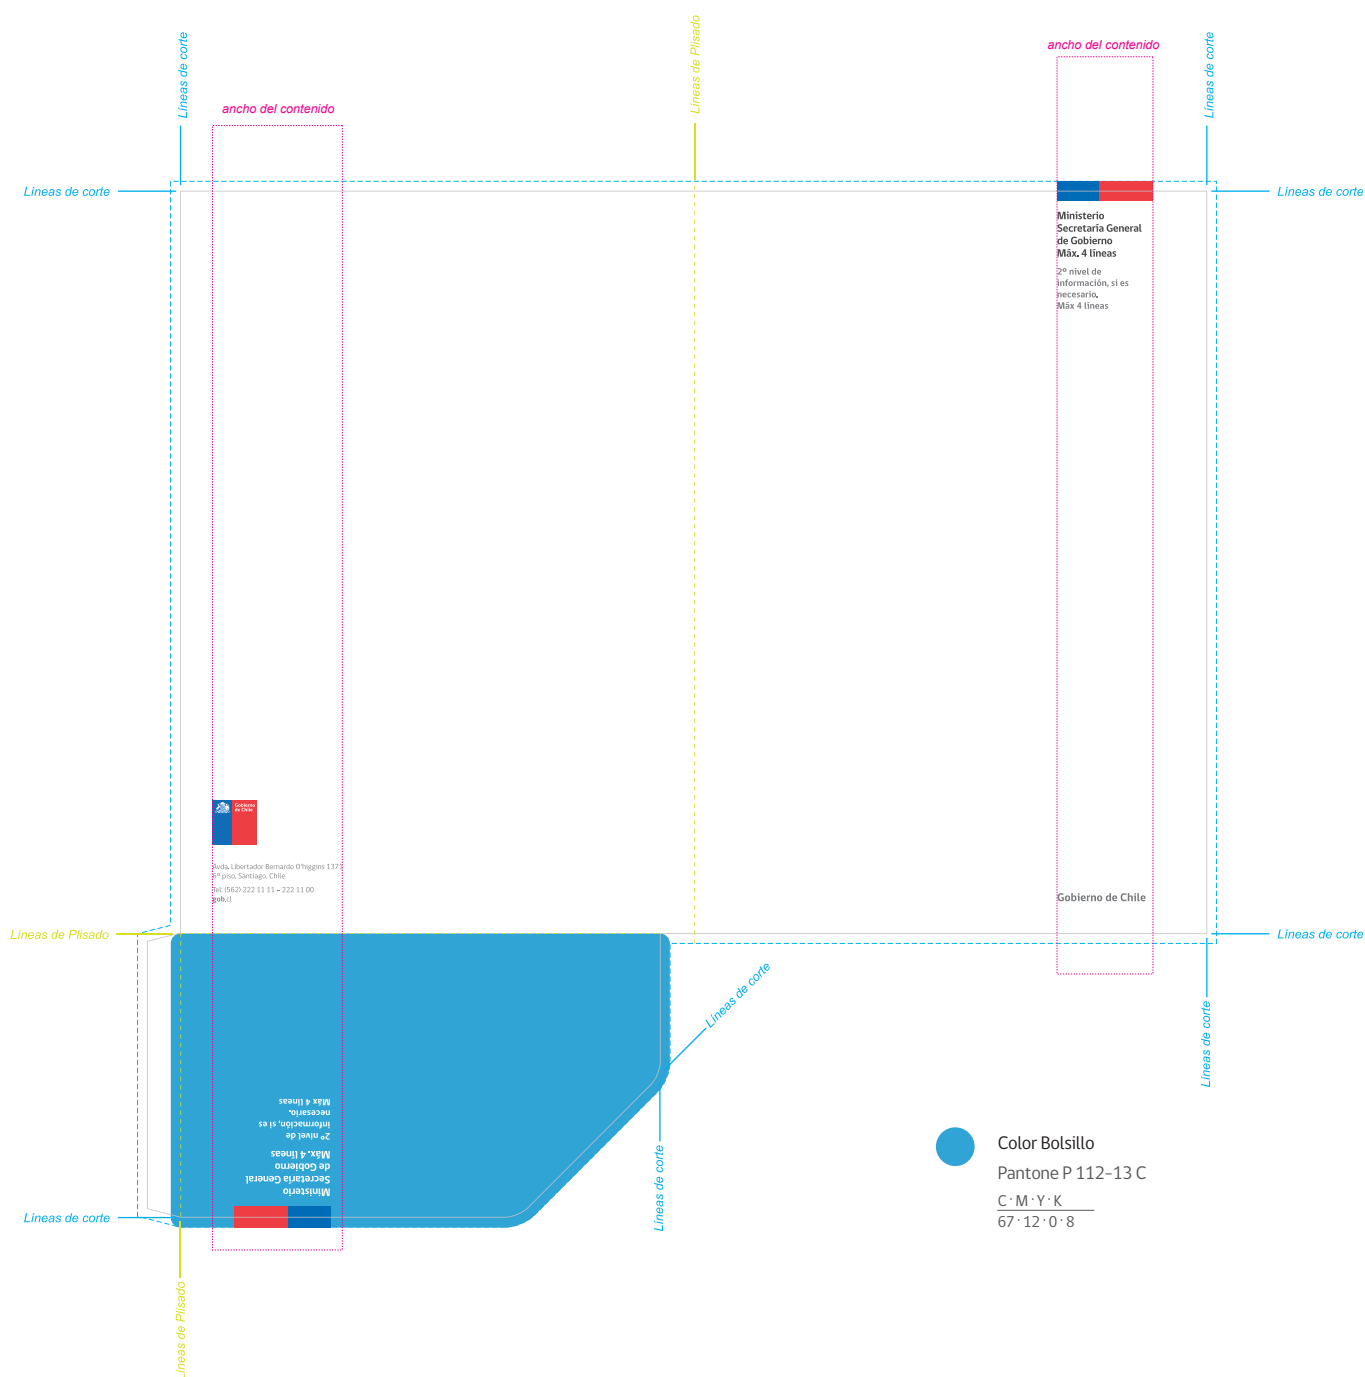 Líneas de corte
Líneas de Plisado
ancho del contenido
Líneas de corte
ancho del contenido
Líneas de corte
Líneas de corte
Ministerio
Secretaría General
de Gobierno
Máx. 4 líneas
2º nivel de
información, si es
necesario.
Máx 4 líneas
Gobierno
de Chile
Avda. Libertador Bernardo O'higgins 1371
6º piso, Santiago, Chile
Tel: (562) 222 11 11 – 222 11 00
gob.cl
Gobierno de Chile
Líneas de Plisado
Líneas de corte
Líneas de corte
Líneas de corte
Ministerio
Secretaría General
de Gobierno
Máx. 4 líneas
2º nivel de
información, si es
necesario.
Máx 4 líneas
Líneas de corte
Líneas de corte
Líneas de Plisado
Color Bolsillo
Pantone P 112-13 C
C · M · Y · K
67 · 12 · 0 · 8